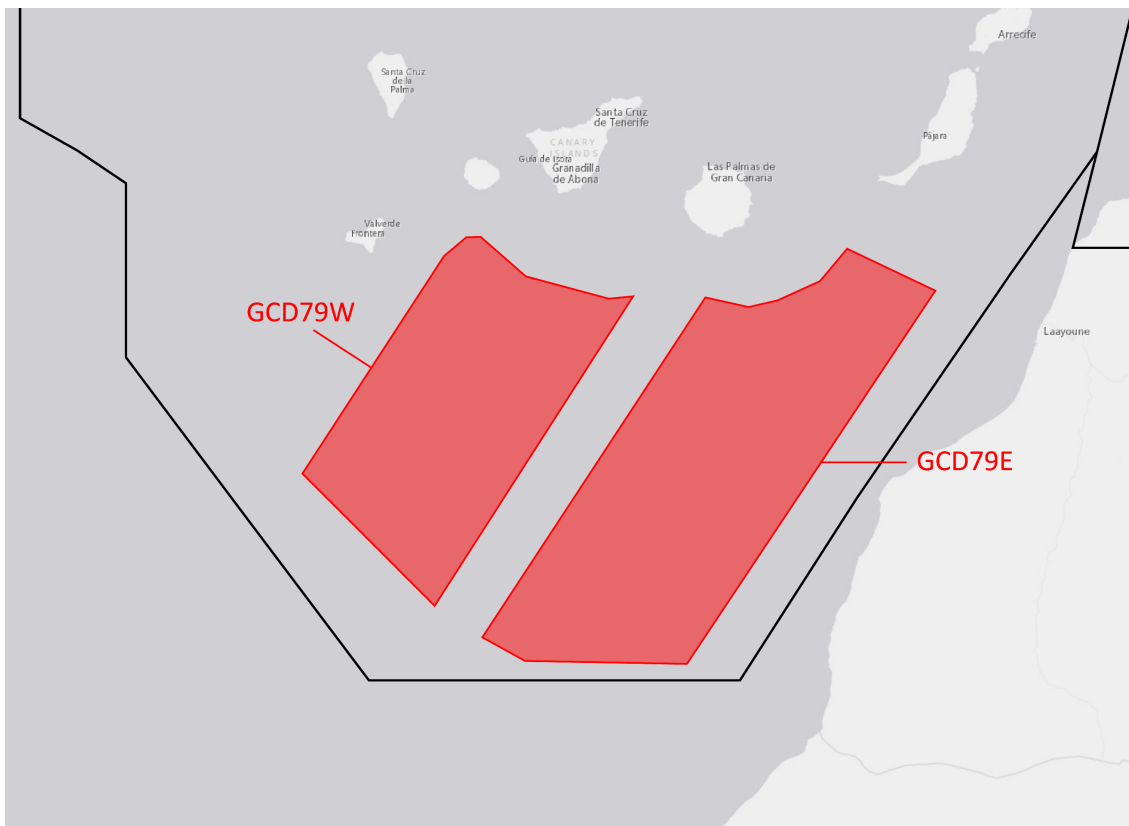 Arrecife
Santa Cruz
de la
Palma
Santa Cruz
de Tenerife
CANARY
ISLANDS
Guía de Isora
Granadilla
de Abona
Pájara
Las Palmas de
Gran Canaria
Valverde
Frontera
GCD79W
Laayoune
GCD79E